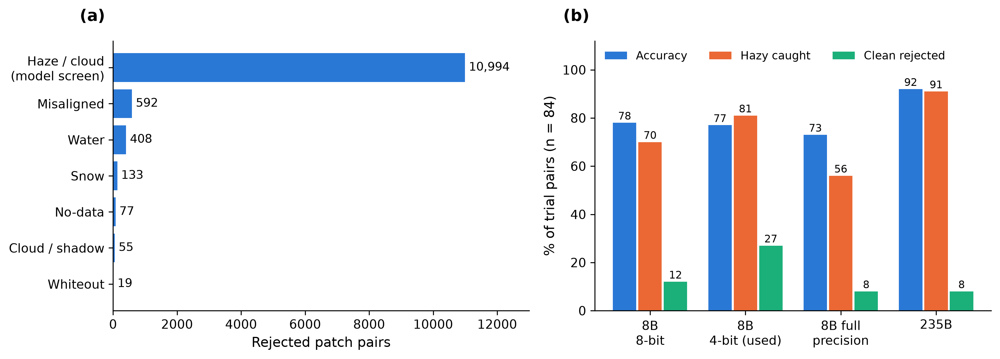 (a)
Haze / cloud
(model screen)
10,994
Misaligned
592
Water
408
Snow
133
No-data
77
Cloud / shadow
55
Whiteout
19
0 2000 4000 6000 8000 10000 12000
Rejected patch pairs
(b)
Accuracy Hazy caught Clean rejected
% of trial pairs (n = 84)
100
80
60
40
20
0
78 70 12
77 81 27
73 56 8
92 91 8
8B
8-bit
8B
4-bit (used)
8B full
precision
235B